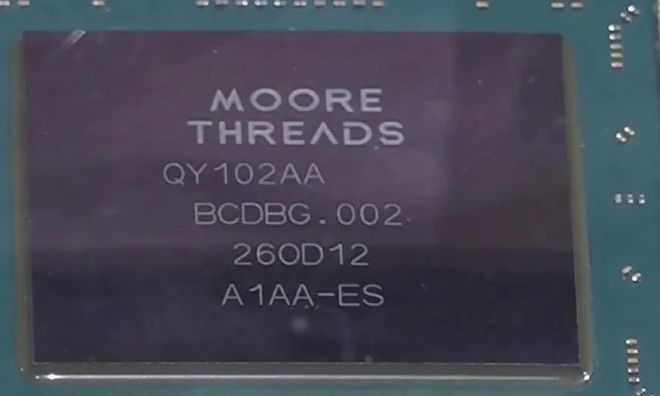 MOORE
THREADS
QY102AA
BCDBG.002
260D12
A1AA-ES